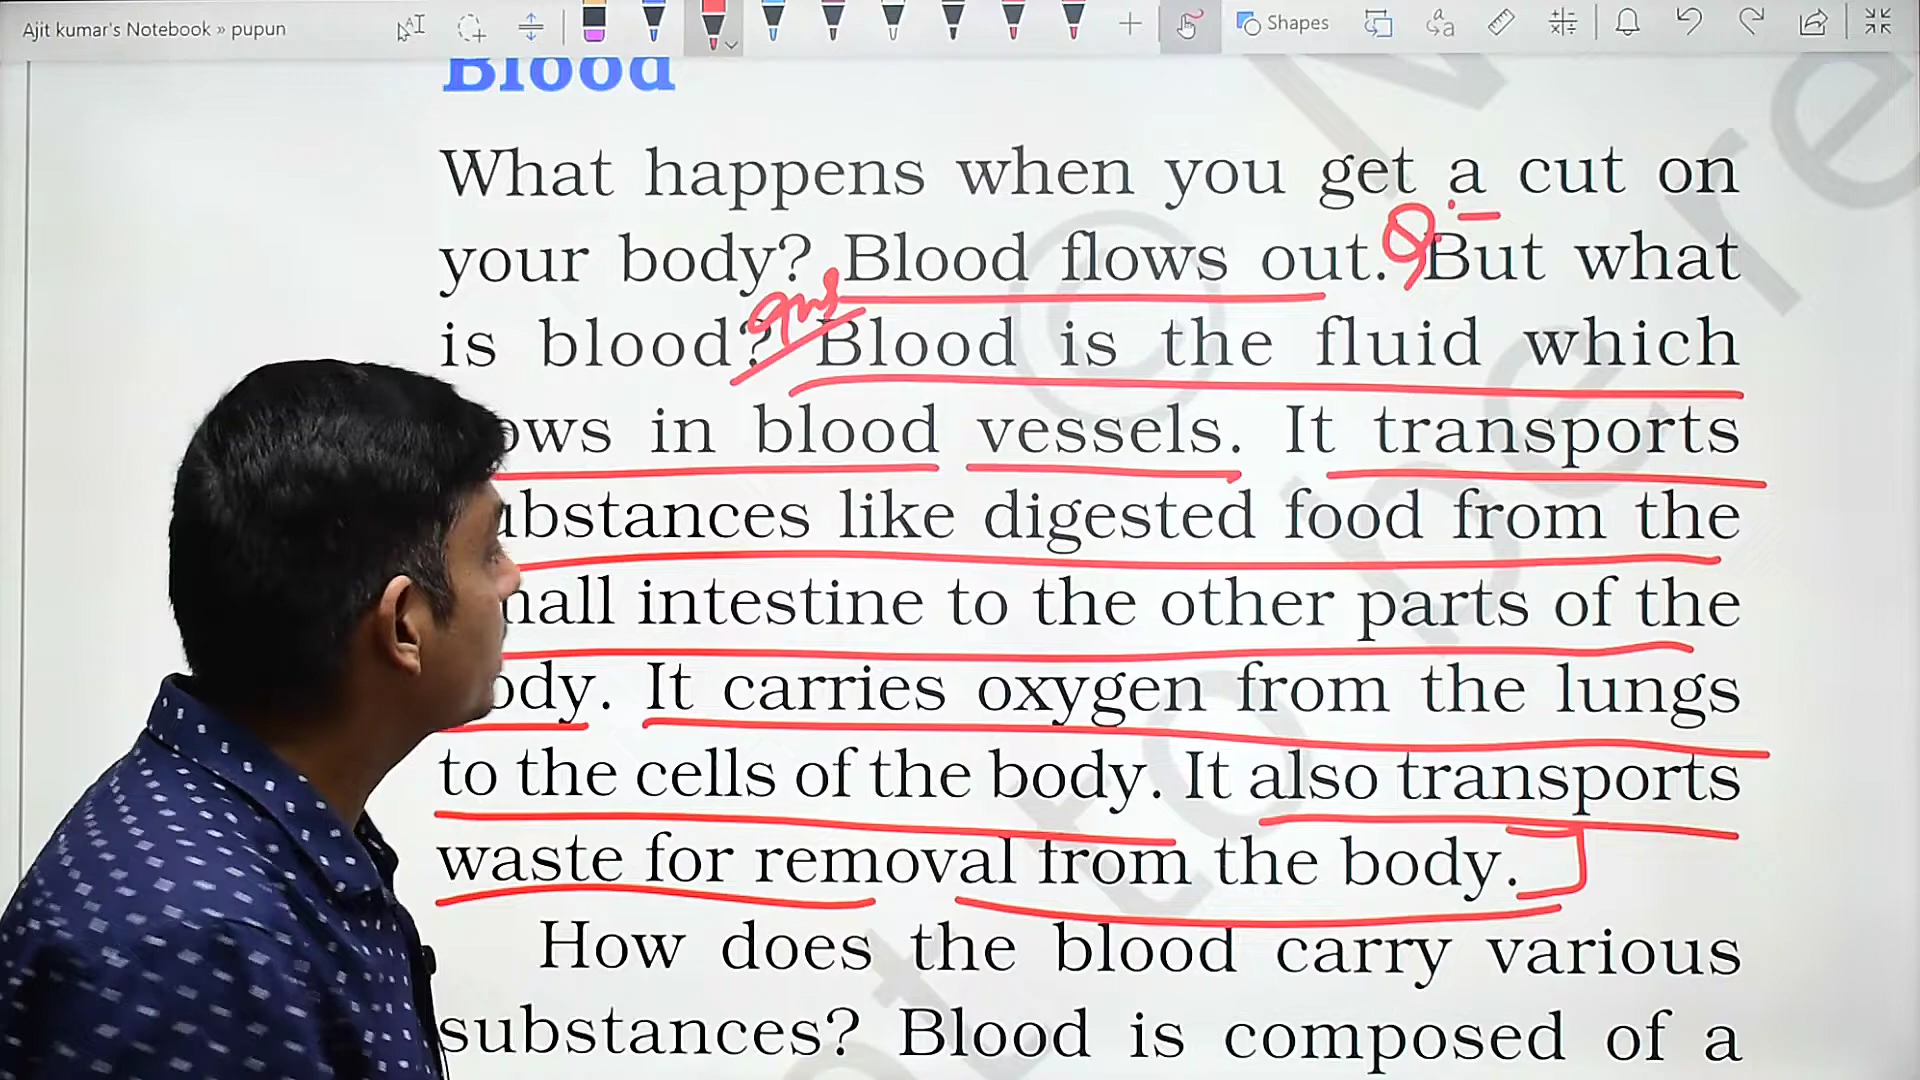 Ajit kumar's Notebook » pupun
Shapes
Blood
What happens when you get a cut on
your body? Blood flows out. Q But what
is blood? ans Blood is the fluid which
ows in blood vessels. It transports
ubstances like digested food from the
all intestine to the other parts of the
ody. It carries oxygen from the lungs
to the cells of the body. It also transports
waste for removal from the body.
How does the blood carry various
substances? Blood is composed of a